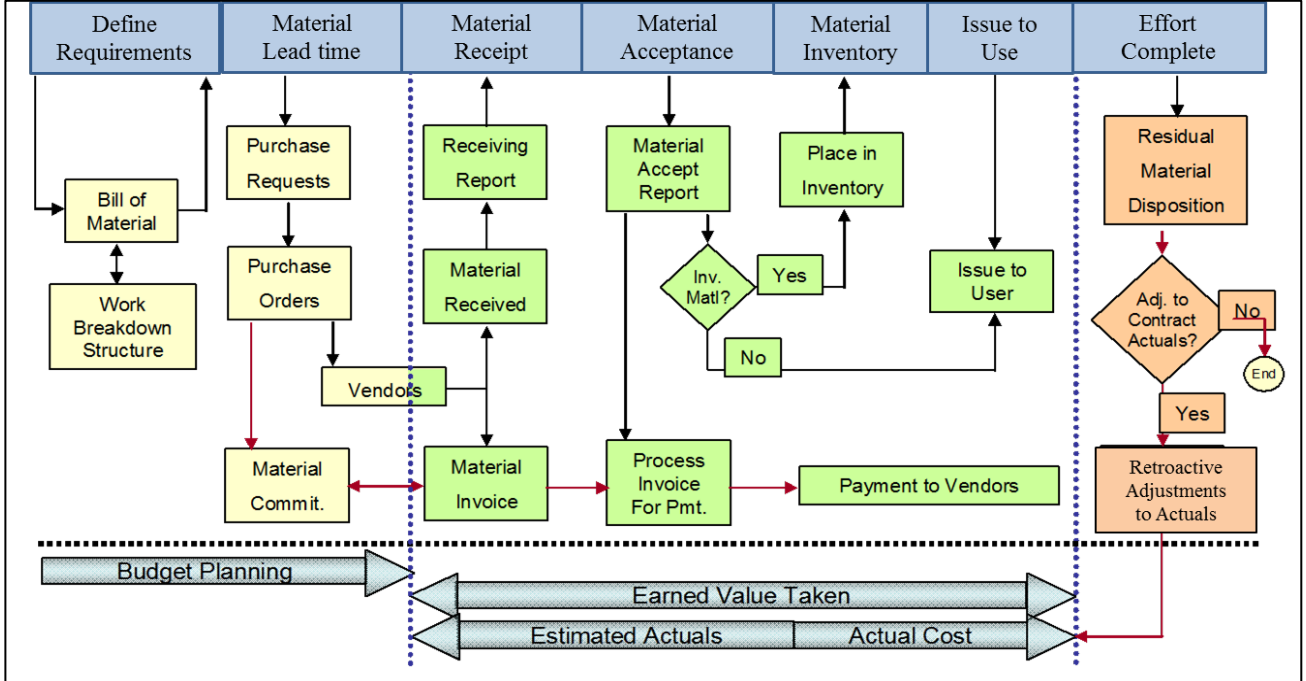 Define
Requirements
Material
Lead time
Material
Receipt
Material
Acceptance
Material
Inventory
Issue to
Use
Effort
Complete
Bill of
Material
Work
Breakdown
Structure
Purchase
Requests
Purchase
Orders
Vendors
Material
Commit.
Receiving
Report
Material
Received
Material
Invoice
Material
Accept
Report
Inv.
Matl?
Yes
No
Process
Invoice
For Pmt.
Place in
Inventory
Issue to
User
Payment to Vendors
Residual
Material
Disposition
Adj. to
Contract
Actuals?
No
End
Yes
Retroactive
Adjustments
to Actuals
Budget Planning
Earned Value Taken
Estimated Actuals
Actual Cost